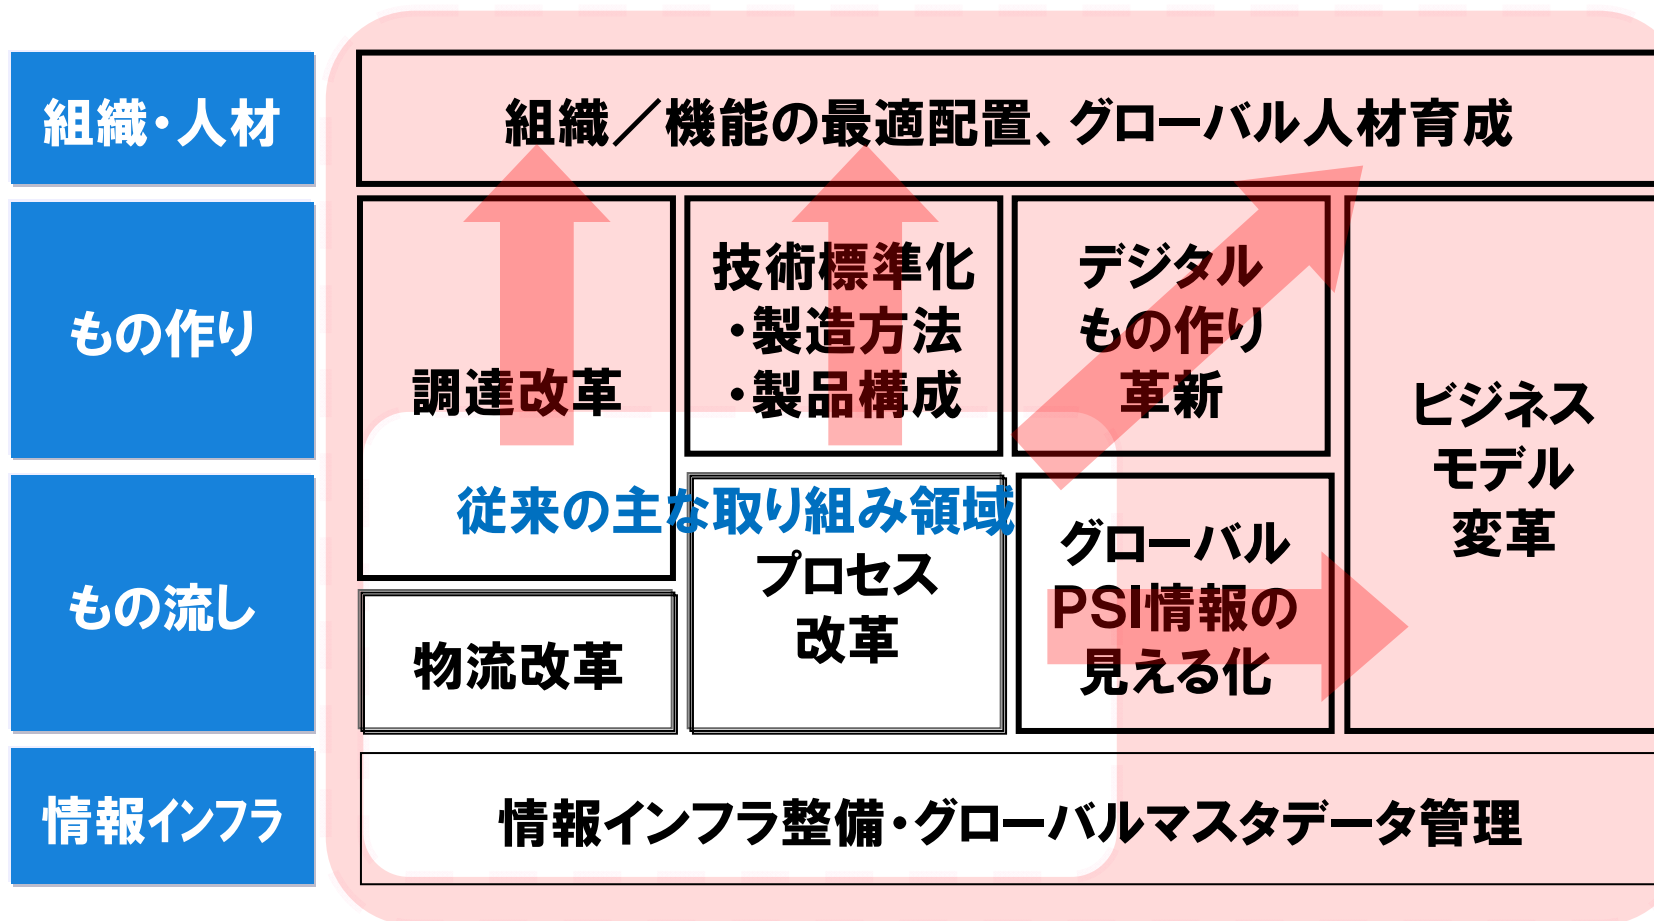 組織・人材
組織／機能の最適配置、グローバル人材育成
もの作り
調達改革
技術標準化
・製造方法
・製品構成
デジタル
もの作り
革新
ビジネス
モデル
変革
もの流し
従来の主な取り組み領域
プロセス
改革
グローバル
PSI情報の
見える化
物流改革
情報インフラ
情報インフラ整備・グローバルマスタデータ管理